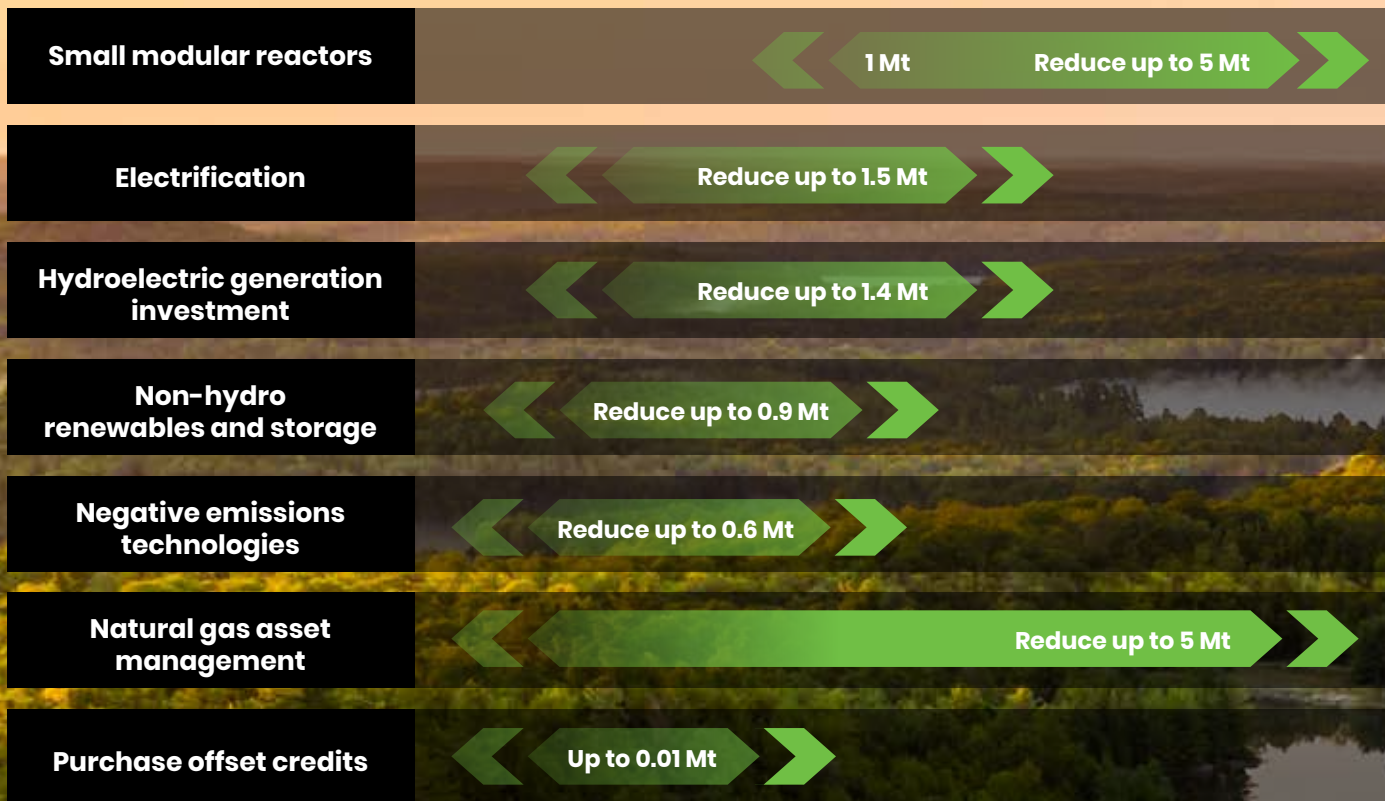 Small modular reactors
1 Mt
Reduce up to 5 Mt
Electrification
Reduce up to 1.5 Mt
Hydroelectric generation
investment
Reduce up to 1.4 Mt
Non-hydro
renewables and storage
Reduce up to 0.9 Mt
Negative emissions
technologies
Reduce up to 0.6 Mt
Natural gas asset
management
Reduce up to 5 Mt
Purchase offset credits
Up to 0.01 Mt